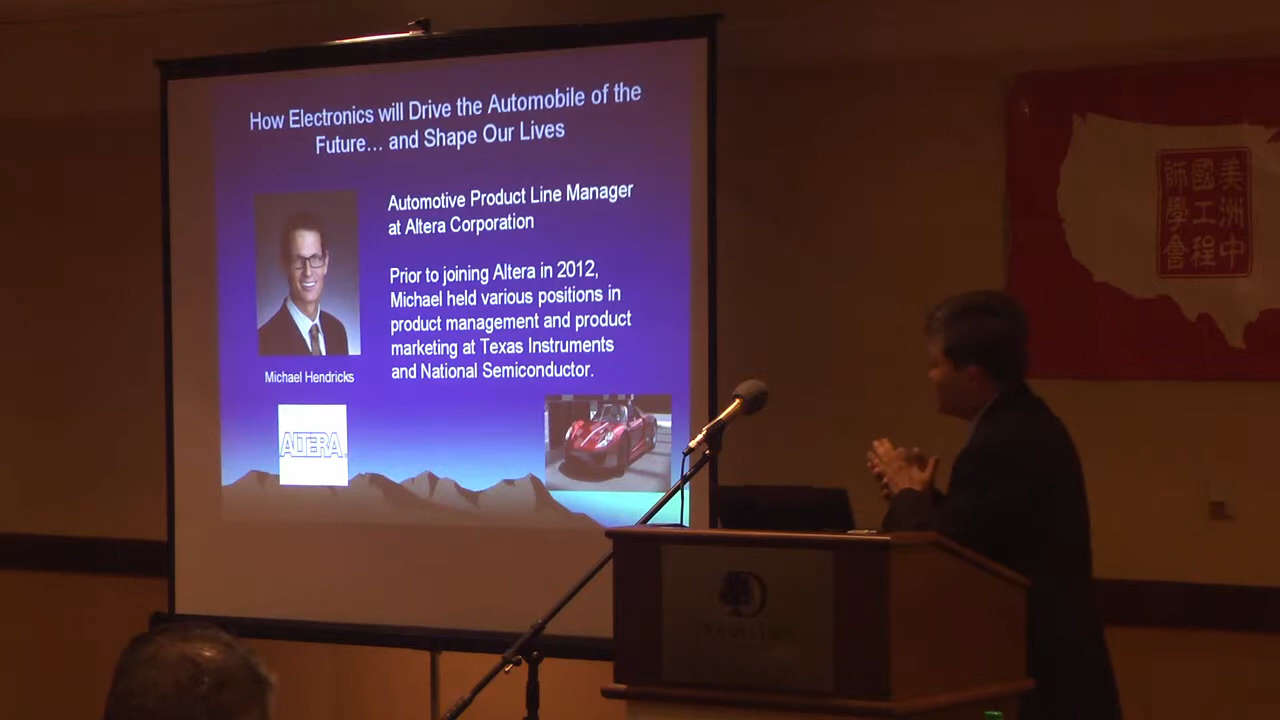 How Electronics will Drive the Automobile of the
Future... and Shape Our Lives
Automotive Product Line Manager
at Altera Corporation
Prior to joining Altera in 2012,
Michael held various positions in
product management and product
marketing at Texas Instruments
and National Semiconductor.
Michael Hendricks
ALTERA
美洲中
國工程
師學會